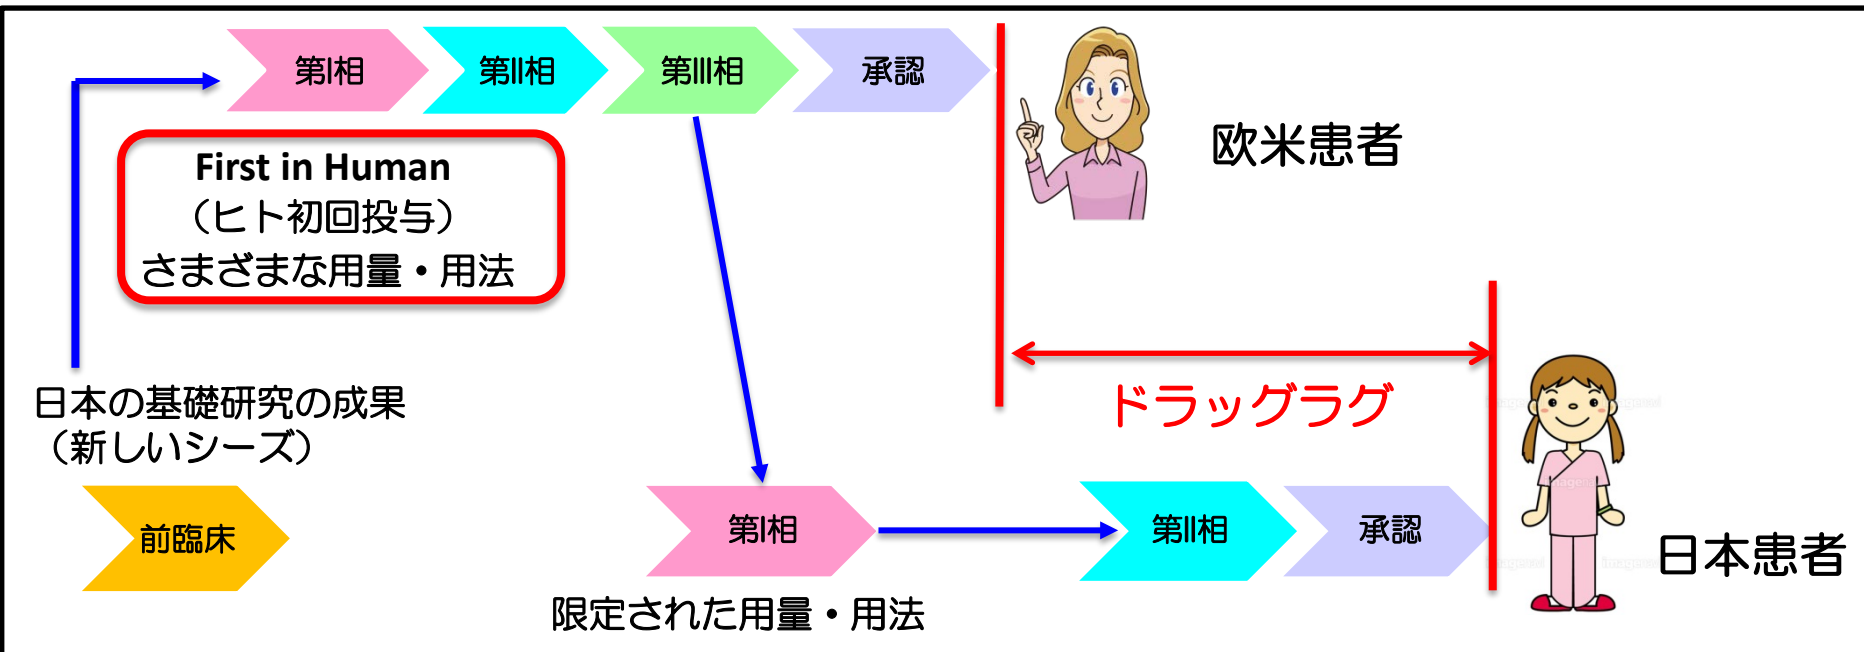 第Ⅰ相
第Ⅱ相
第Ⅲ相
承認
欧米患者
First in Human
（ヒト初回投与）
さまざまな用量・用法
日本の基礎研究の成果
（新しいシーズ）
ドラッグラグ
前臨床
第Ⅰ相
第Ⅱ相
承認
日本患者
限定された用量・用法